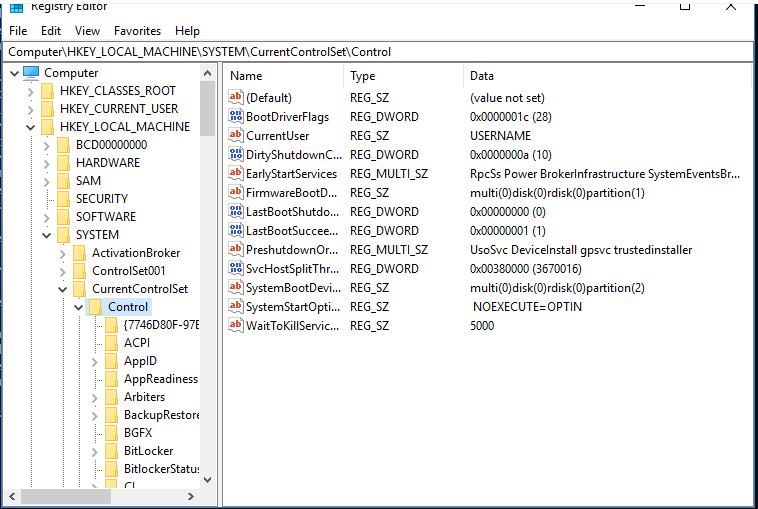 Registry Editor
File Edit View Favorites Help
Computer\HKEY_LOCAL_MACHINE\SYSTEM\CurrentControlSet\Control
Computer
HKEY_CLASSES_ROOT
HKEY_CURRENT_USER
HKEY_LOCAL_MACHINE
BCD00000000
HARDWARE
SAM
SECURITY
SOFTWARE
SYSTEM
ActivationBroker
ControlSet001
CurrentControlSet
Control
{7746D80F-97E
ACPI
AppID
AppReadiness
Arbiters
BackupRestore
BGFX
BitLocker
BitlockerStatus
CI
Name Type Data
(Default) REG_SZ (value not set)
BootDriverFlags REG_DWORD 0x0000001c (28)
CurrentUser REG_SZ USERNAME
DirtyShutdownC... REG_DWORD 0x0000000a (10)
EarlyStartServices REG_MULTI_SZ RpcSs Power BrokerInfrastructure SystemEventsBr...
FirmwareBootD... REG_SZ multi(0)disk(0)rdisk(0)partition(1)
LastBootShutdo... REG_DWORD 0x00000000 (0)
LastBootSuccee... REG_DWORD 0x00000001 (1)
PreshutdownOr... REG_MULTI_SZ UsoSvc DeviceInstall gpsvc trustedinstaller
SvcHostSplitThr... REG_DWORD 0x00380000 (3670016)
SystemBootDevi... REG_SZ multi(0)disk(0)rdisk(0)partition(2)
SystemStartOpti... REG_SZ NOEXECUTE=OPTIN
WaitToKillServic... REG_SZ 5000